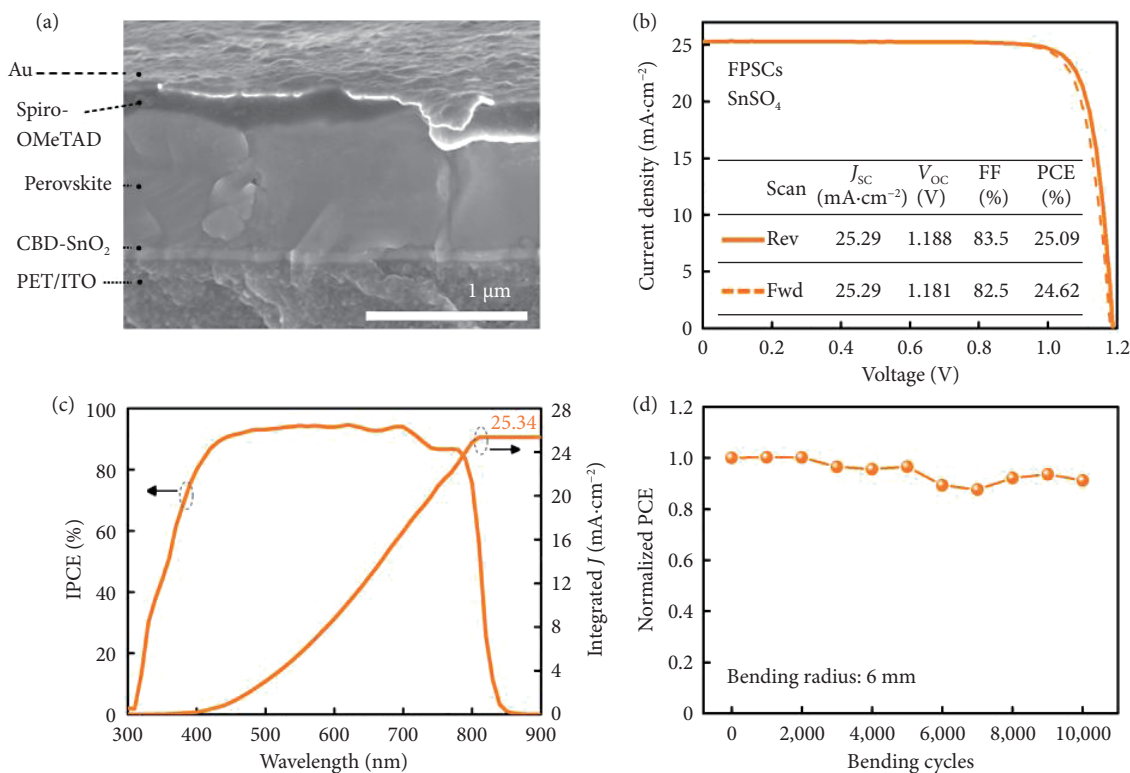 (a)
Au
Spiro-
OMeTAD
Perovskite
CBD-SnO₂
PET/ITO
1 μm
(b)
Current density (mA·cm⁻²)
30
25
20
15
10
5
0
FPSCs
SnSO₄
Scan J_SC (mA·cm⁻²) V_OC (V) FF (%) PCE (%)
Rev 25.29 1.188 83.5 25.09
Fwd 25.29 1.181 82.5 24.62
0 0.2 0.4 0.6 0.8 1.0 1.2
Voltage (V)
(c)
IPCE (%)
100
80
60
40
20
0
25.34
28
24
20
16
12
8
4
0
Integrated J (mA·cm⁻²)
300 400 500 600 700 800 900
Wavelength (nm)
(d)
Normalized PCE
1.2
1.0
0.8
0.6
0.4
0.2
0
Bending radius: 6 mm
0 2,000 4,000 6,000 8,000 10,000
Bending cycles